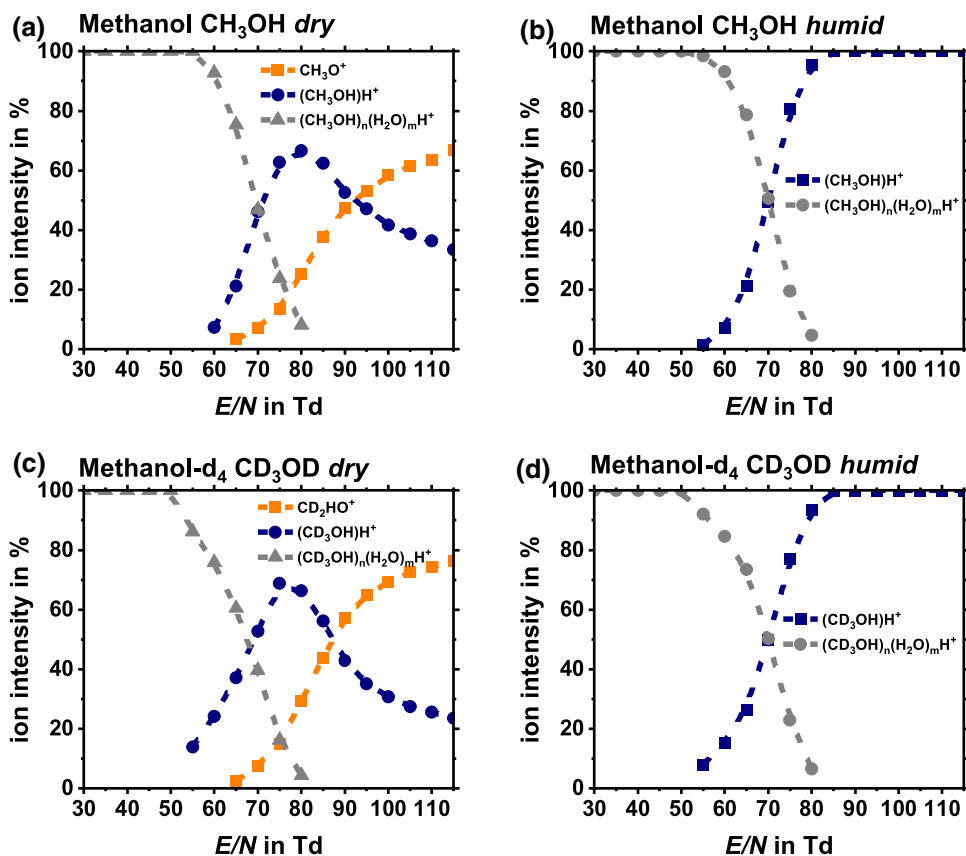 (a) Methanol CH₃OH dry
ion intensity in %
100
80
60
40
20
0
CH₃O⁺
(CH₃OH)H⁺
(CH₃OH)ₙ(H₂O)ₘH⁺
30 40 50 60 70 80 90 100 110
E/N in Td
(b) Methanol CH₃OH humid
ion intensity in %
100
80
60
40
20
0
(CH₃OH)H⁺
(CH₃OH)ₙ(H₂O)ₘH⁺
30 40 50 60 70 80 90 100 110
E/N in Td
(c) Methanol-d₄ CD₃OD dry
ion intensity in %
100
80
60
40
20
0
CD₂HO⁺
(CD₃OH)H⁺
(CD₃OH)ₙ(H₂O)ₘH⁺
30 40 50 60 70 80 90 100 110
E/N in Td
(d) Methanol-d₄ CD₃OD humid
ion intensity in %
100
80
60
40
20
0
(CD₃OH)H⁺
(CD₃OH)ₙ(H₂O)ₘH⁺
30 40 50 60 70 80 90 100 110
E/N in Td